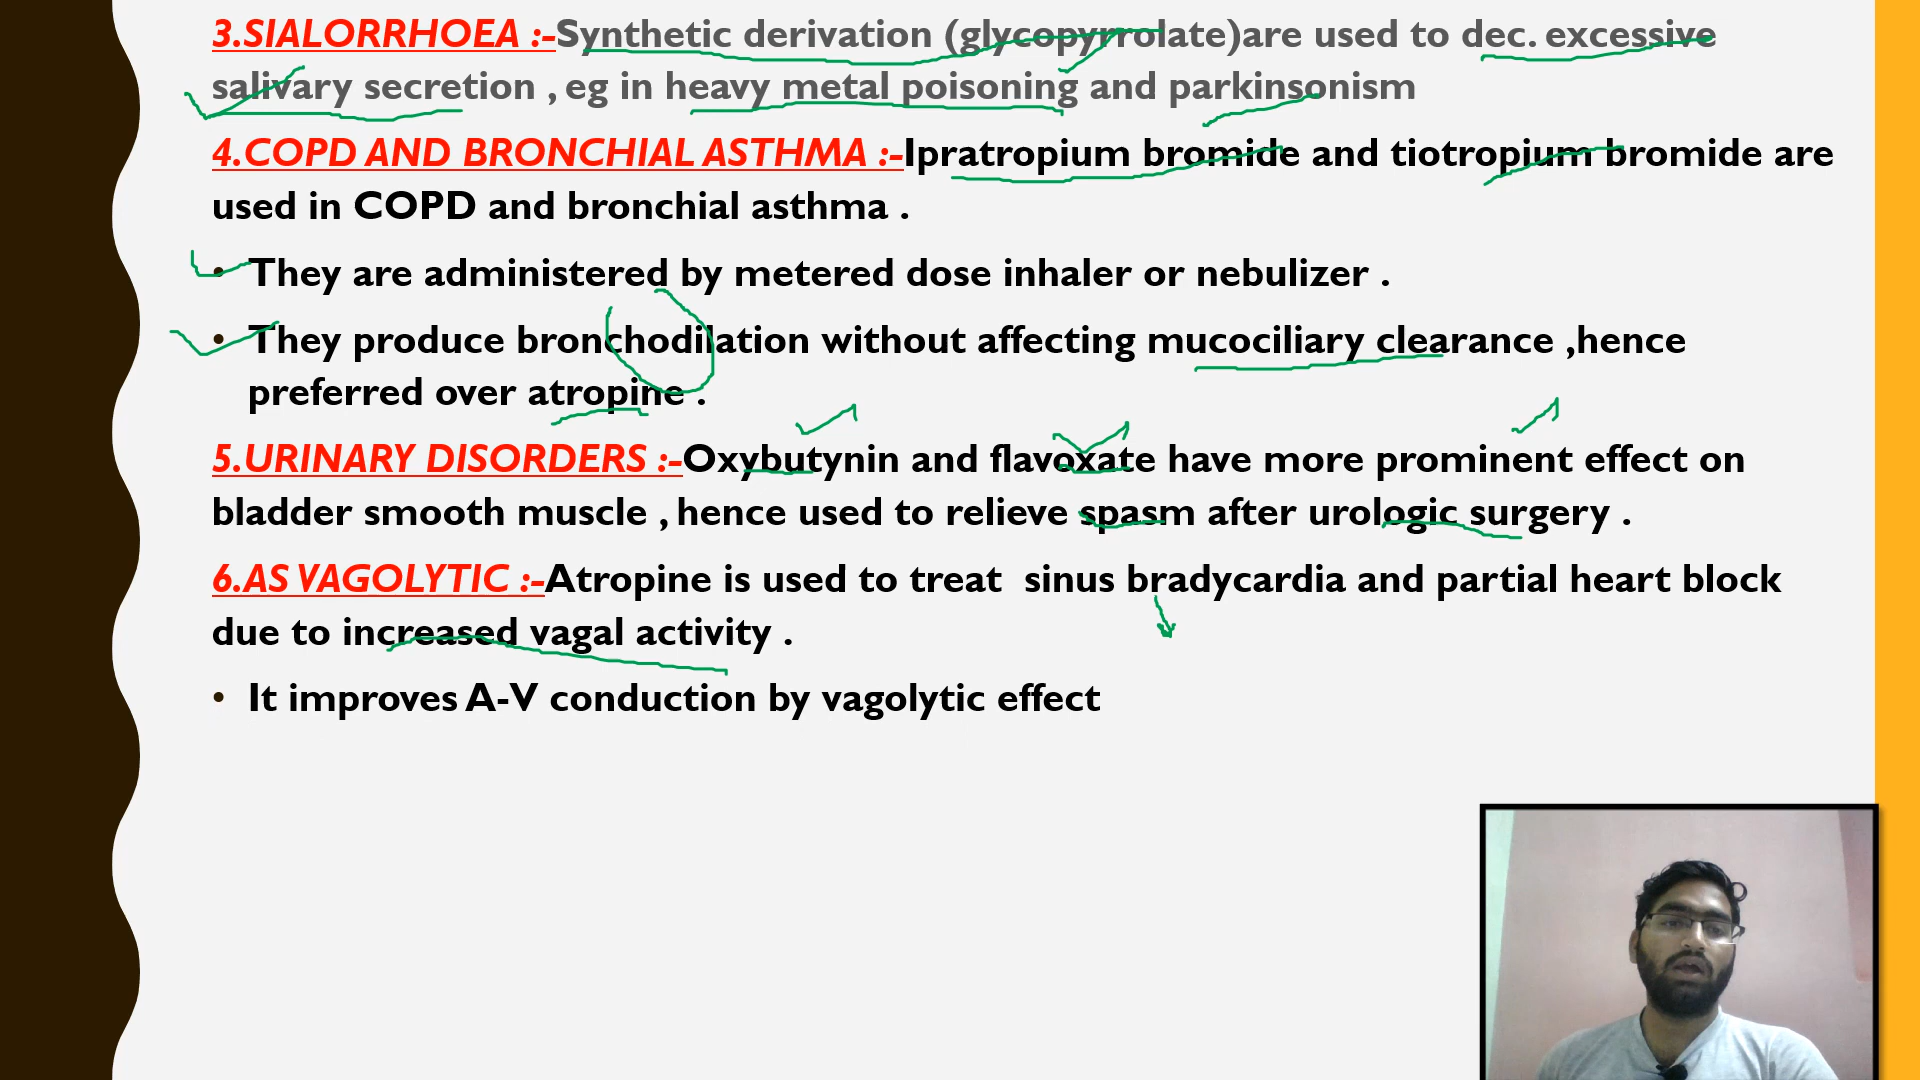 3.SIALORRHOEA :-Synthetic derivation (glycopyrrolate)are used to dec. excessive
salivary secretion , eg in heavy metal poisoning and parkinsonism
4.COPD AND BRONCHIAL ASTHMA :-Ipratropium bromide and tiotropium bromide are
used in COPD and bronchial asthma .
• They are administered by metered dose inhaler or nebulizer .
• They produce bronchodilation without affecting mucociliary clearance ,hence
preferred over atropine .
5.URINARY DISORDERS :-Oxybutynin and flavoxate have more prominent effect on
bladder smooth muscle , hence used to relieve spasm after urologic surgery .
6.AS VAGOLYTIC :-Atropine is used to treat sinus bradycardia and partial heart block
due to increased vagal activity .
• It improves A-V conduction by vagolytic effect